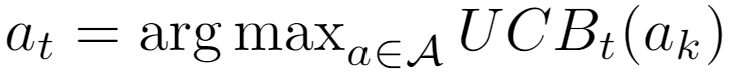 a_t = \arg\max_{a \in \mathcal{A}} UCB_t(a_k)